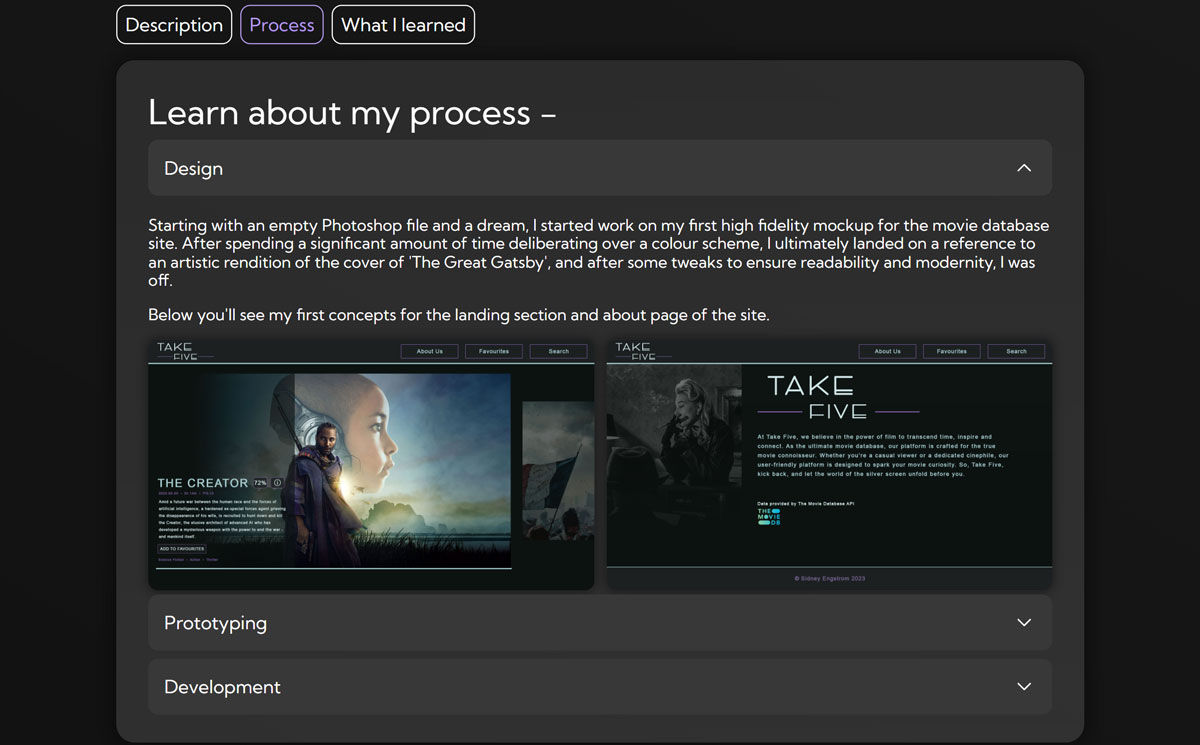 Description
Process
What I learned
Learn about my process –
Design
Starting with an empty Photoshop file and a dream, I started work on my first high fidelity mockup for the movie database
site. After spending a significant amount of time deliberating over a colour scheme, I ultimately landed on a reference to
an artistic rendition of the cover of 'The Great Gatsby', and after some tweaks to ensure readability and modernity, I was
off.
Below you'll see my first concepts for the landing section and about page of the site.
TAKE
FIVE
About Us
Favourites
Search
THE CREATOR
72%
Amid a future war between the human race and the forces of
artificial intelligence, a hardened ex-special forces agent grieving
the disappearance of his wife, is recruited to hunt down and kill
the Creator, the elusive architect of advanced AI who has
developed a mysterious weapon with the power to end the war -
and mankind itself.
ADD TO FAVOURITES
Science Fiction - Action - Thriller
TAKE
FIVE
About Us
Favourites
Search
TAKE
FIVE
At Take Five, we believe in the power of film to transcend time, inspire and
connect. As the ultimate movie database, our platform is crafted for the true
movie connoisseur. Whether you're a casual viewer or a dedicated cinephile, our
user-friendly platform is designed to spark your movie curiosity. So, Take Five,
kick back, and let the world of the silver screen unfold before you.
Data provided by The Movie Database API
THE
MOVIE
DB
© Sidney Engstrom 2023
Prototyping
Development